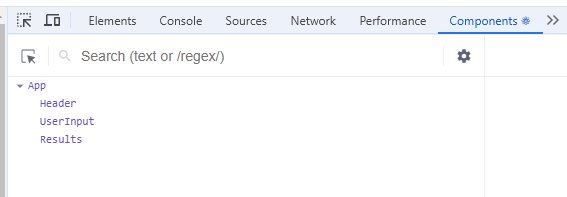 Elements Console Sources Network Performance Components
Search (text or /regex/)
App
Header
UserInput
Results